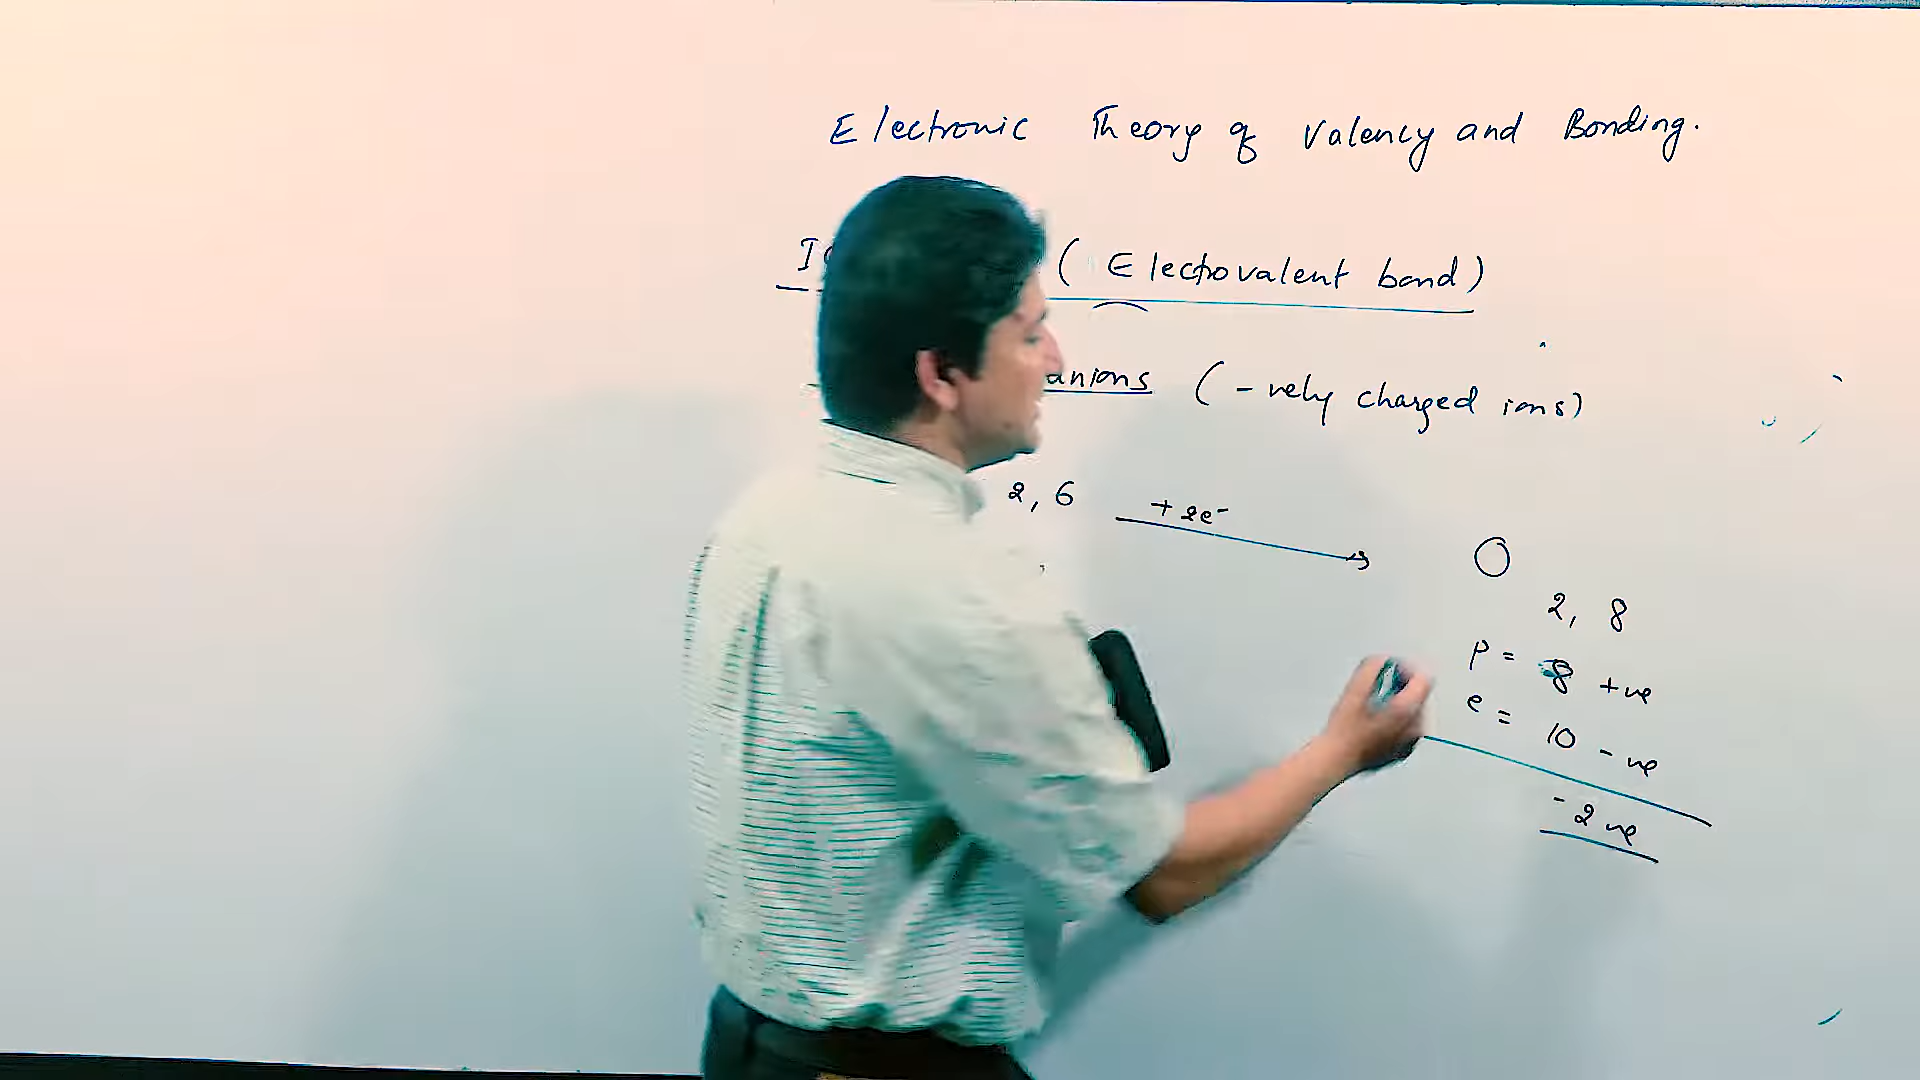 Electronic Theory of Valency and Bonding.
( Electrovalent bond )
anions ( - vely charged ions )
2, 6 + 2e-
O
2, 8
P = 8 +ve
e = 10 - ve
- 2 ve